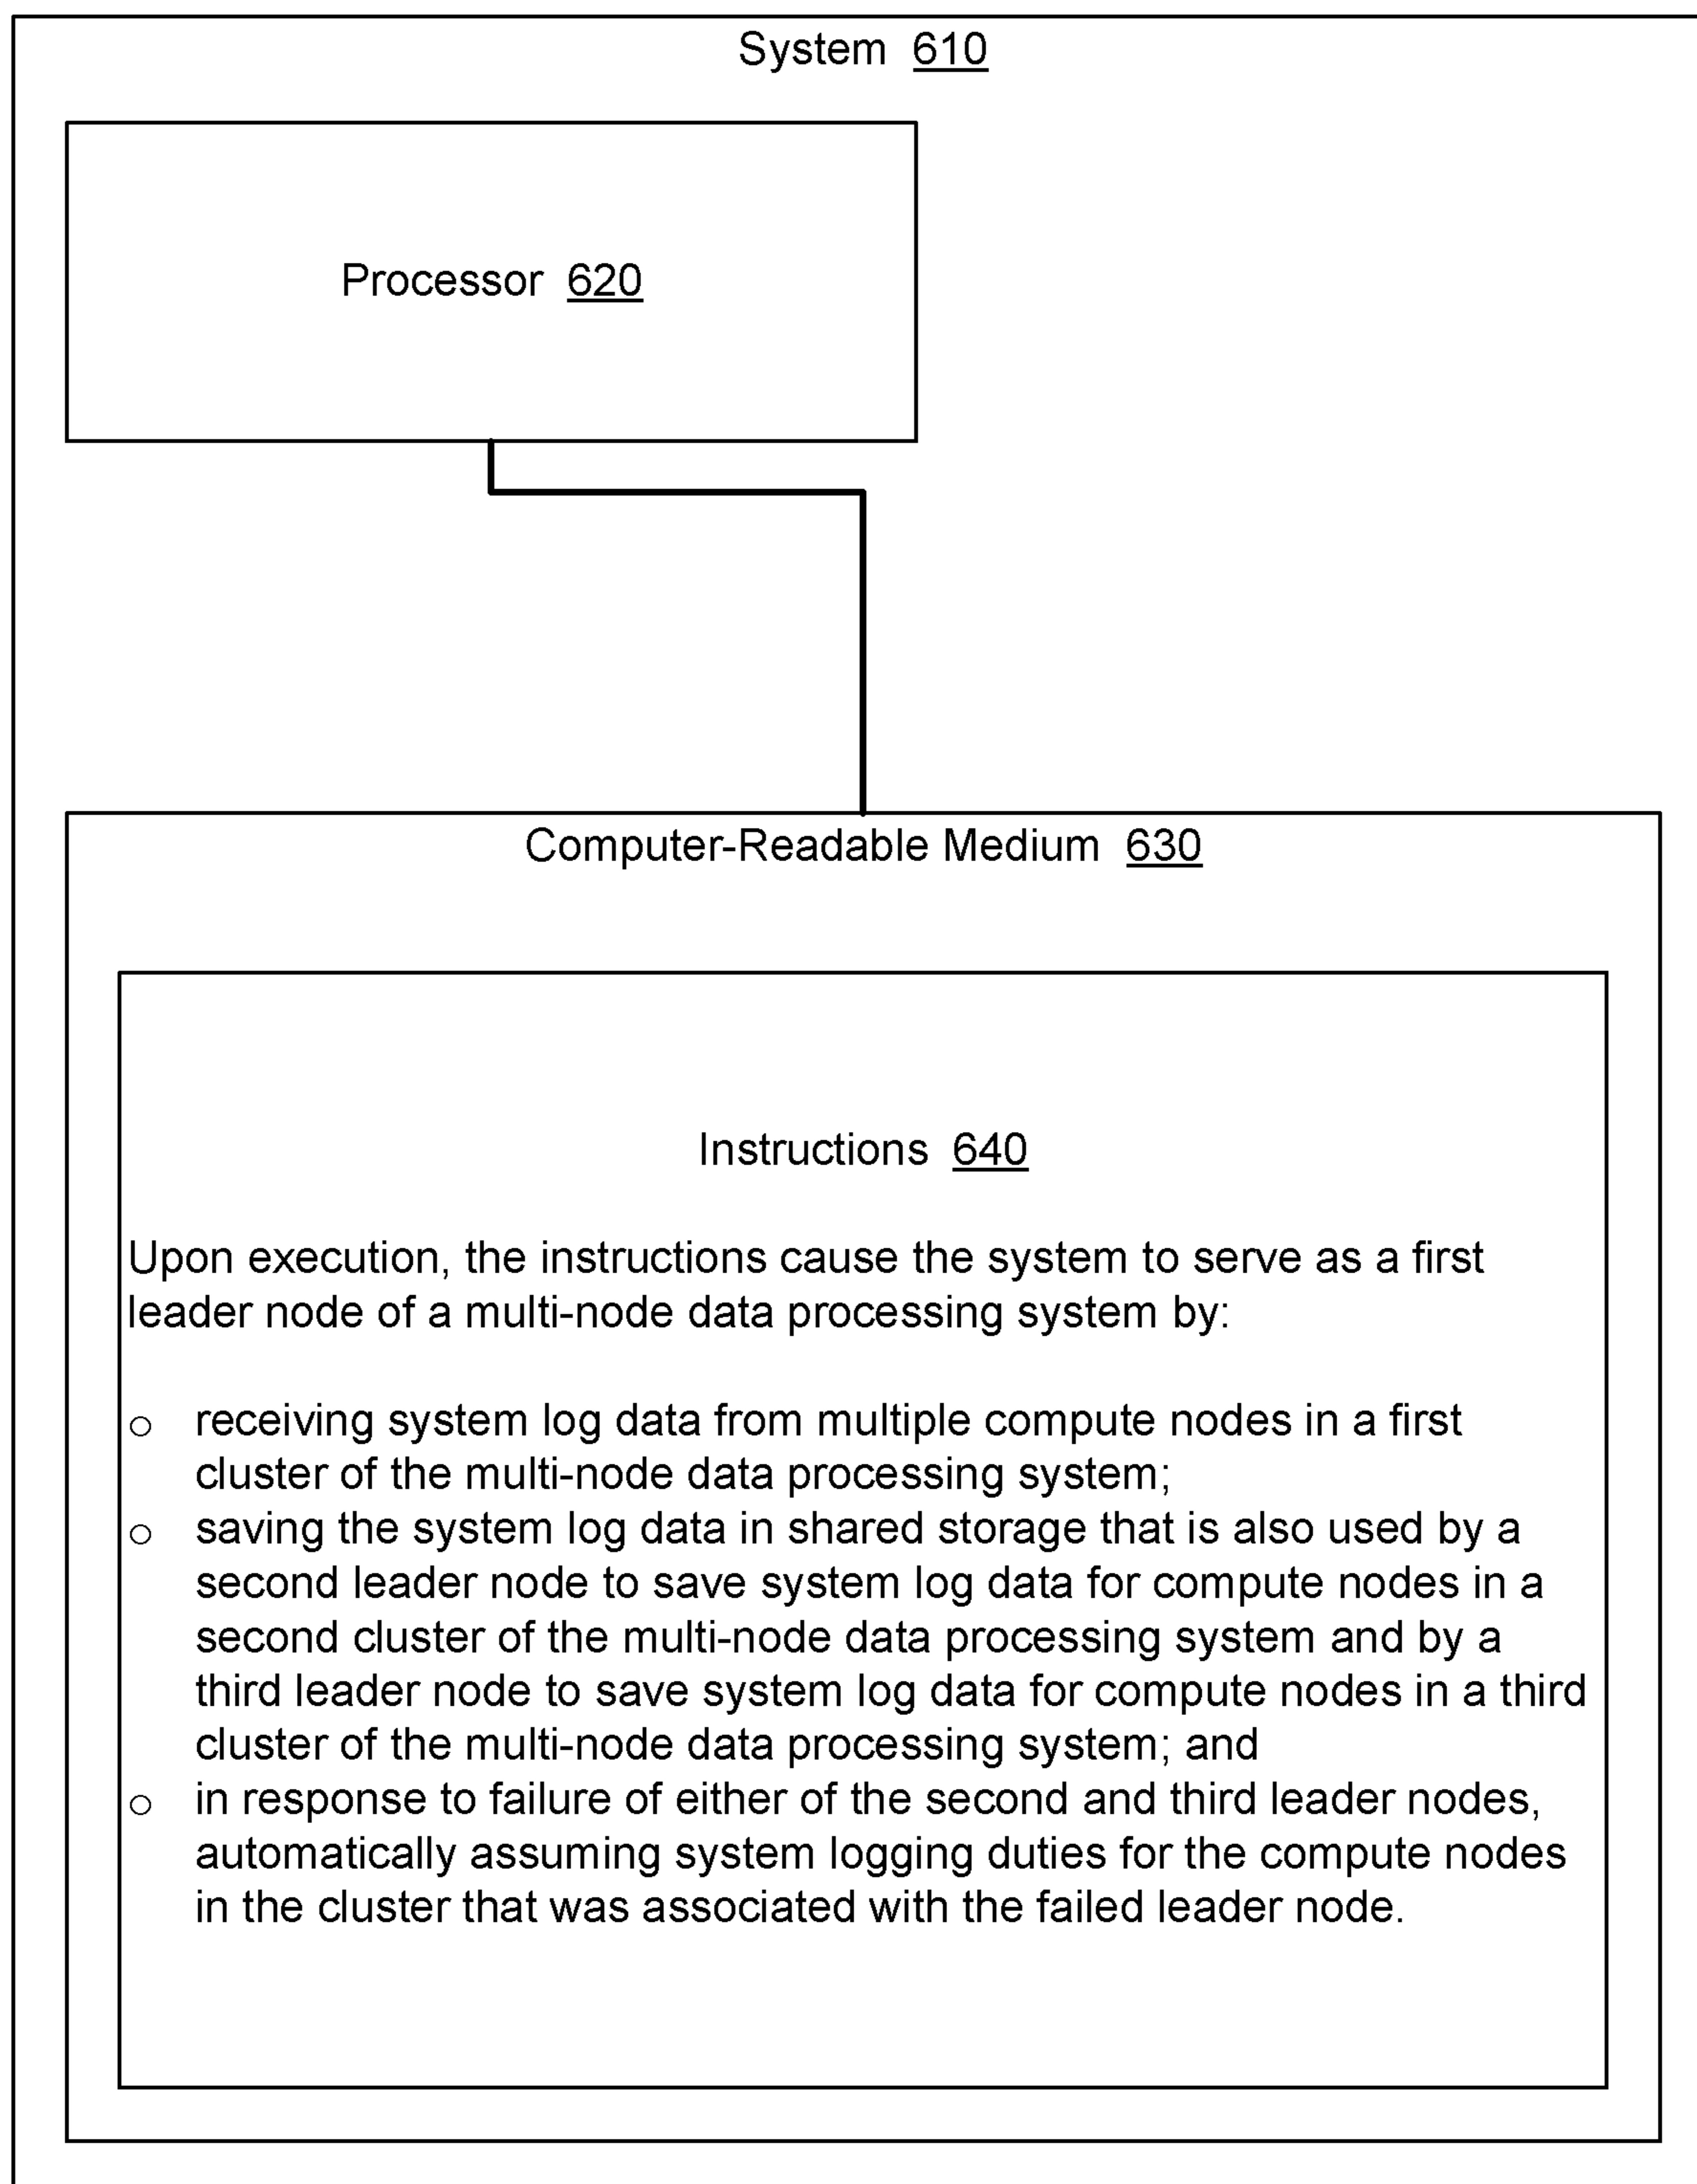 System 610
Processor 620
Computer-Readable Medium 630
Instructions 640
Upon execution, the instructions cause the system to serve as a first
leader node of a multi-node data processing system by:
○ receiving system log data from multiple compute nodes in a first
cluster of the multi-node data processing system;
○ saving the system log data in shared storage that is also used by a
second leader node to save system log data for compute nodes in a
second cluster of the multi-node data processing system and by a
third leader node to save system log data for compute nodes in a third
cluster of the multi-node data processing system; and
○ in response to failure of either of the second and third leader nodes,
automatically assuming system logging duties for the compute nodes
in the cluster that was associated with the failed leader node.